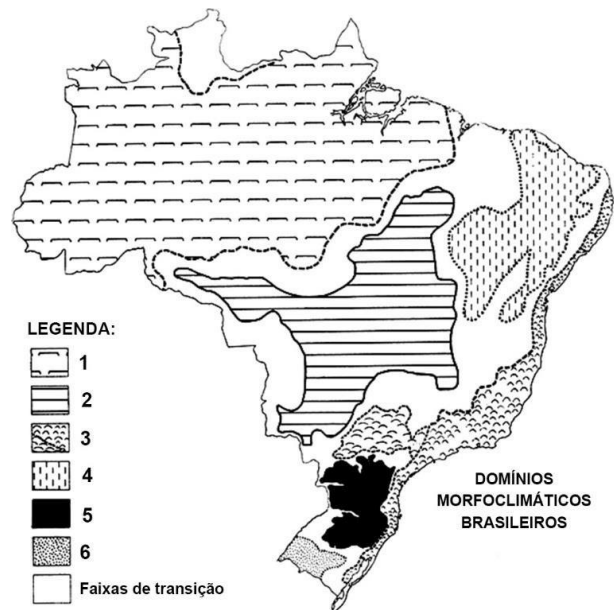 LEGENDA:
1
2
3
4
5
6
Faixas de transição
DOMÍNIOS
MORFOCLIMÁTICOS
BRASILEIROS